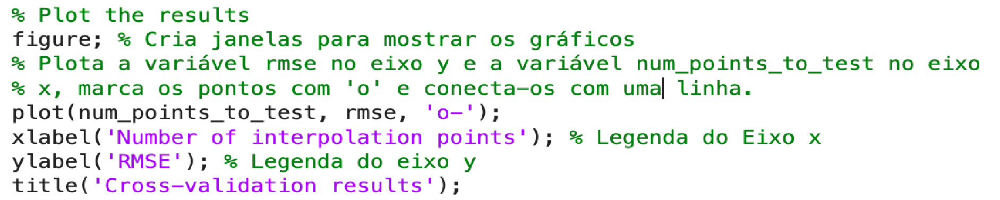 % Plot the results
figure; % Cria janelas para mostrar os gráficos
% Plota a variável rmse no eixo y e a variável num_points_to_test no eixo
% x, marca os pontos com 'o' e conecta-os com uma linha.
plot(num_points_to_test, rmse, 'o-');
xlabel('Number of interpolation points'); % Legenda do Eixo x
ylabel('RMSE'); % Legenda do eixo y
title('Cross-validation results');